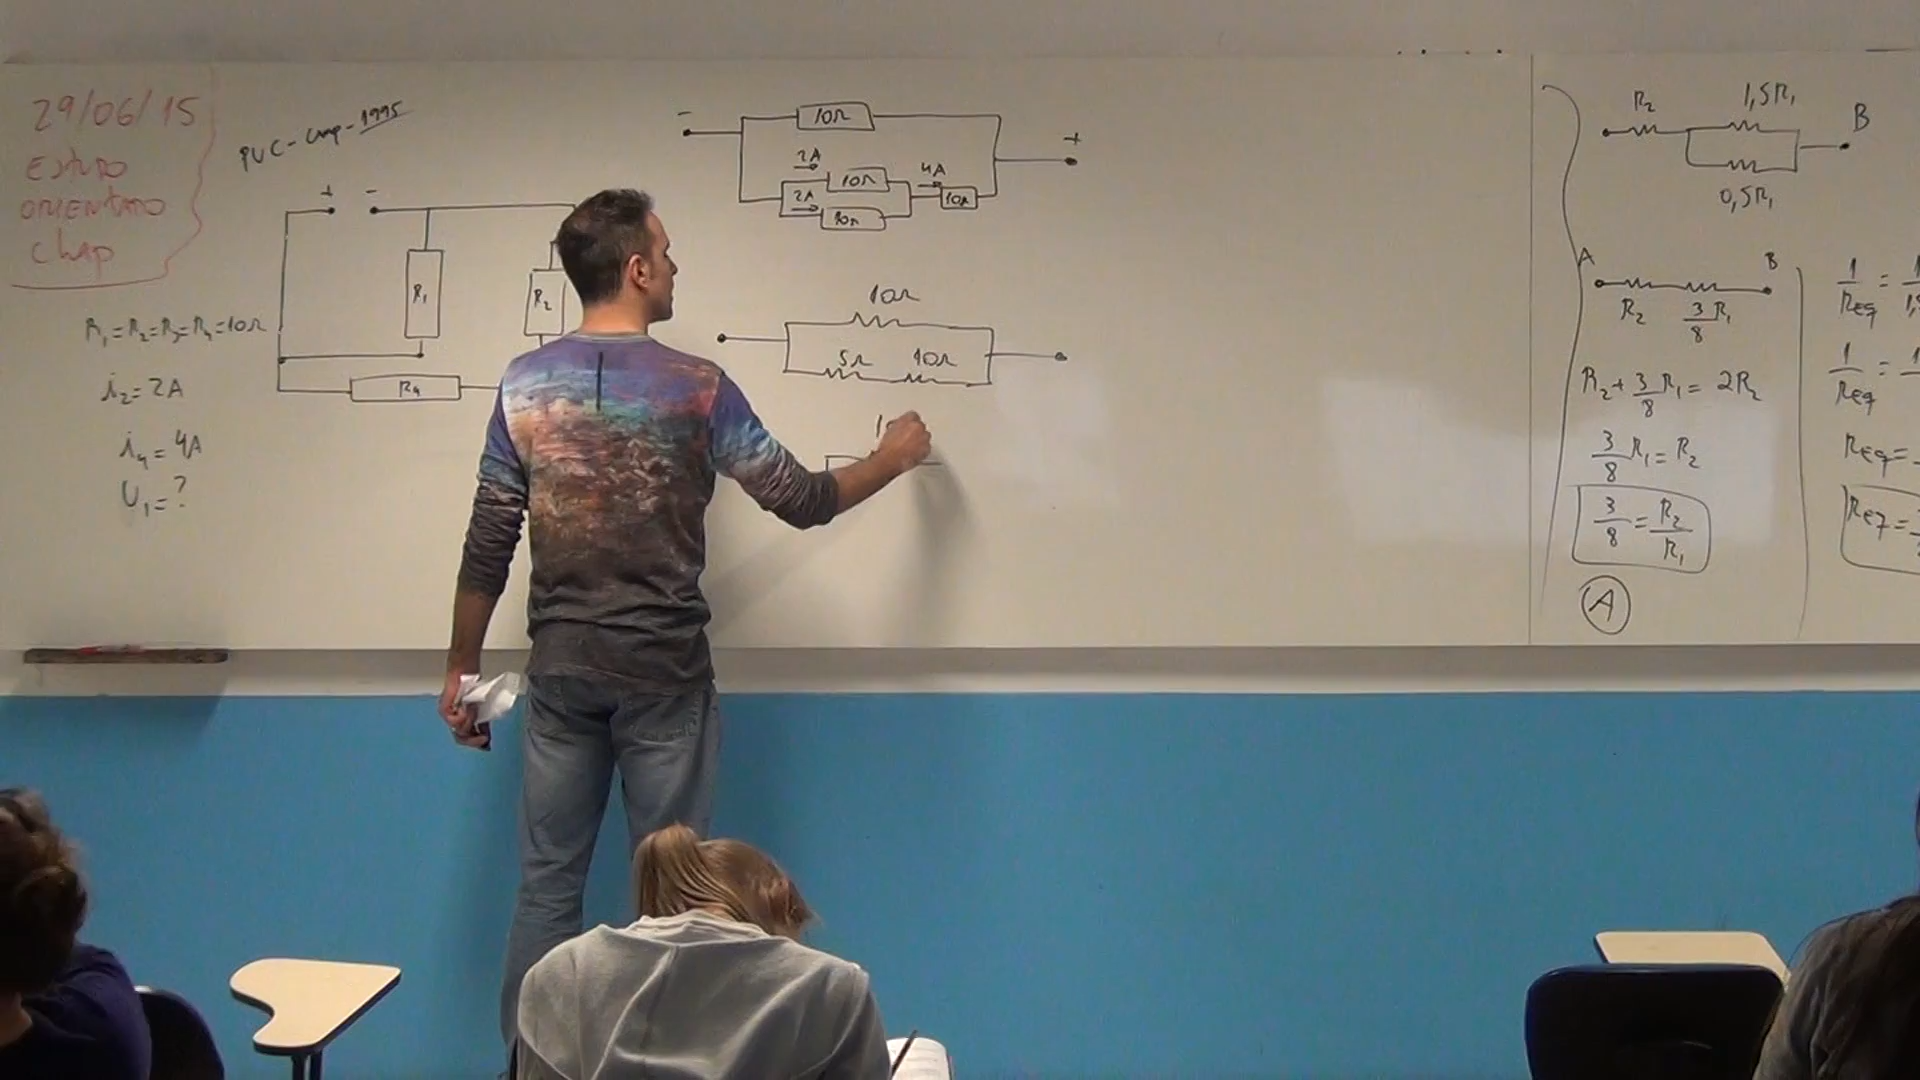 29/06/15
ESTUDO
ORIENTADO
Chap
PUC-Camp-1995
+ -
R₁
R₂
R₄
R₁=R₂=R₃=R₄=10Ω
i₂=2A
i₄=4A
U₁=?
-
10Ω
+
2A
10Ω
4A
2A
10Ω
10Ω
10Ω
5Ω 10Ω
R₂
1,5R₁
B
0,5R₁
A
B
R₂ 3/8 R₁
R₂+3/8 R₁=2R₂
3/8 R₁=R₂
3/8=R₂/R₁
A
1/Req=
1/Req=
Req=
Req=